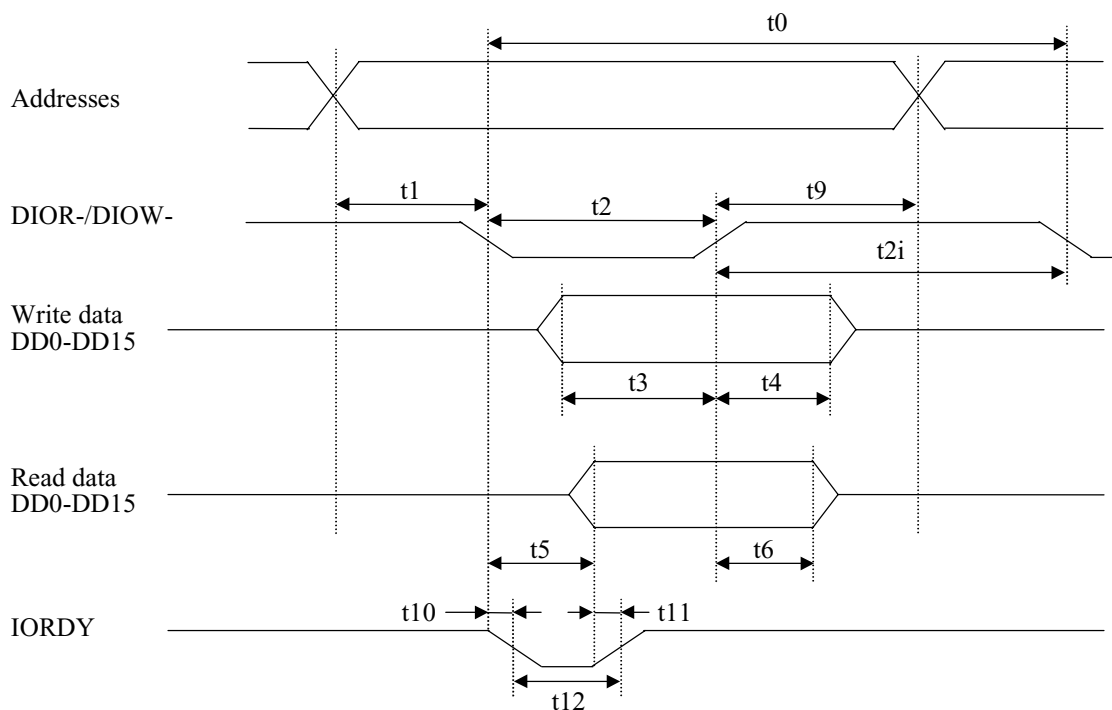 t0
Addresses
t1
t2
t9
DIOR-/DIOW-
t2i
Write data
DD0-DD15
t3
t4
Read data
DD0-DD15
t5
t6
t10
t11
IORDY
t12